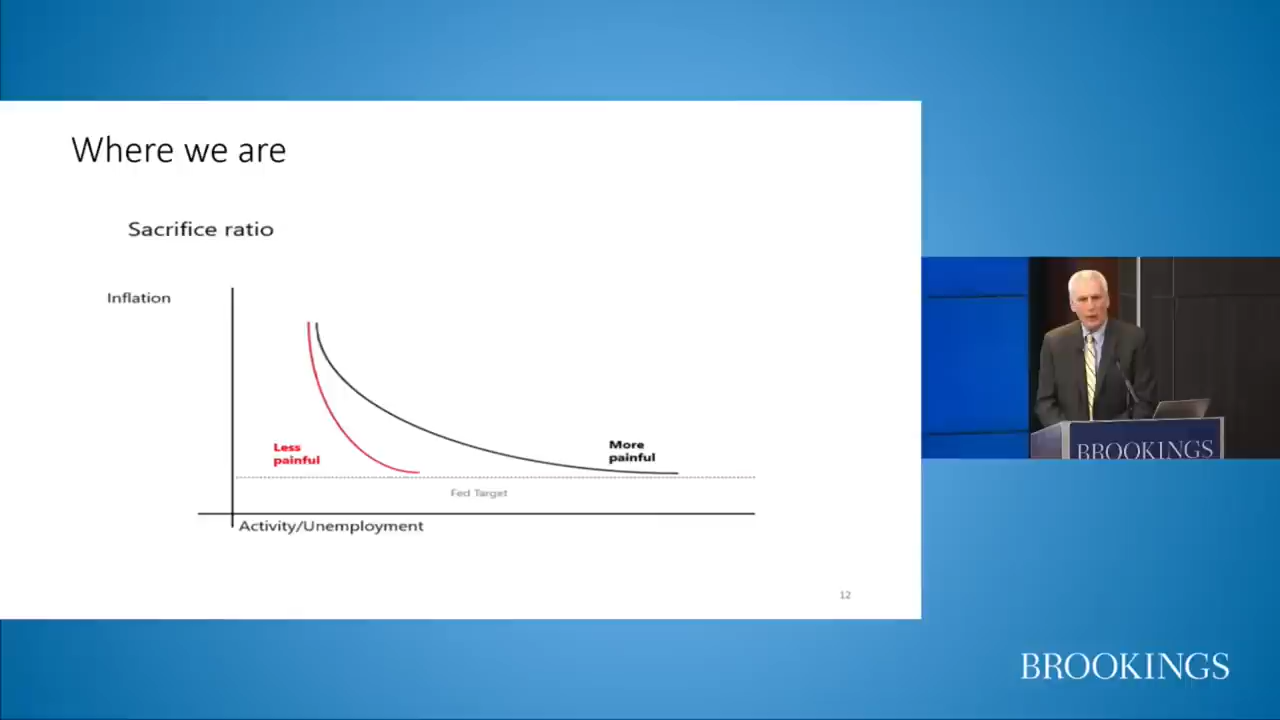 Where we are
Sacrifice ratio
Inflation
Less
painful
More
painful
Fed Target
Activity/Unemployment
12
BROOKINGS
BROOKINGS